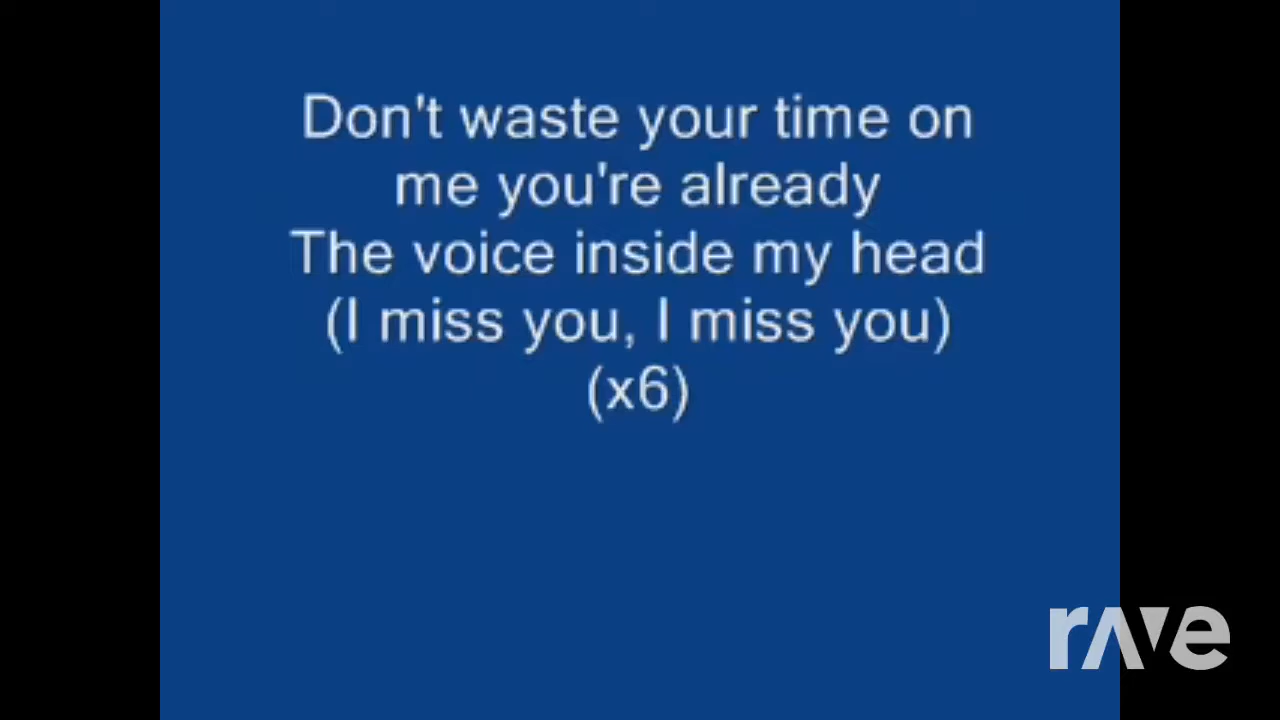 Don't waste your time on
me you're already
The voice inside my head
(I miss you, I miss you)
(x6)
rave